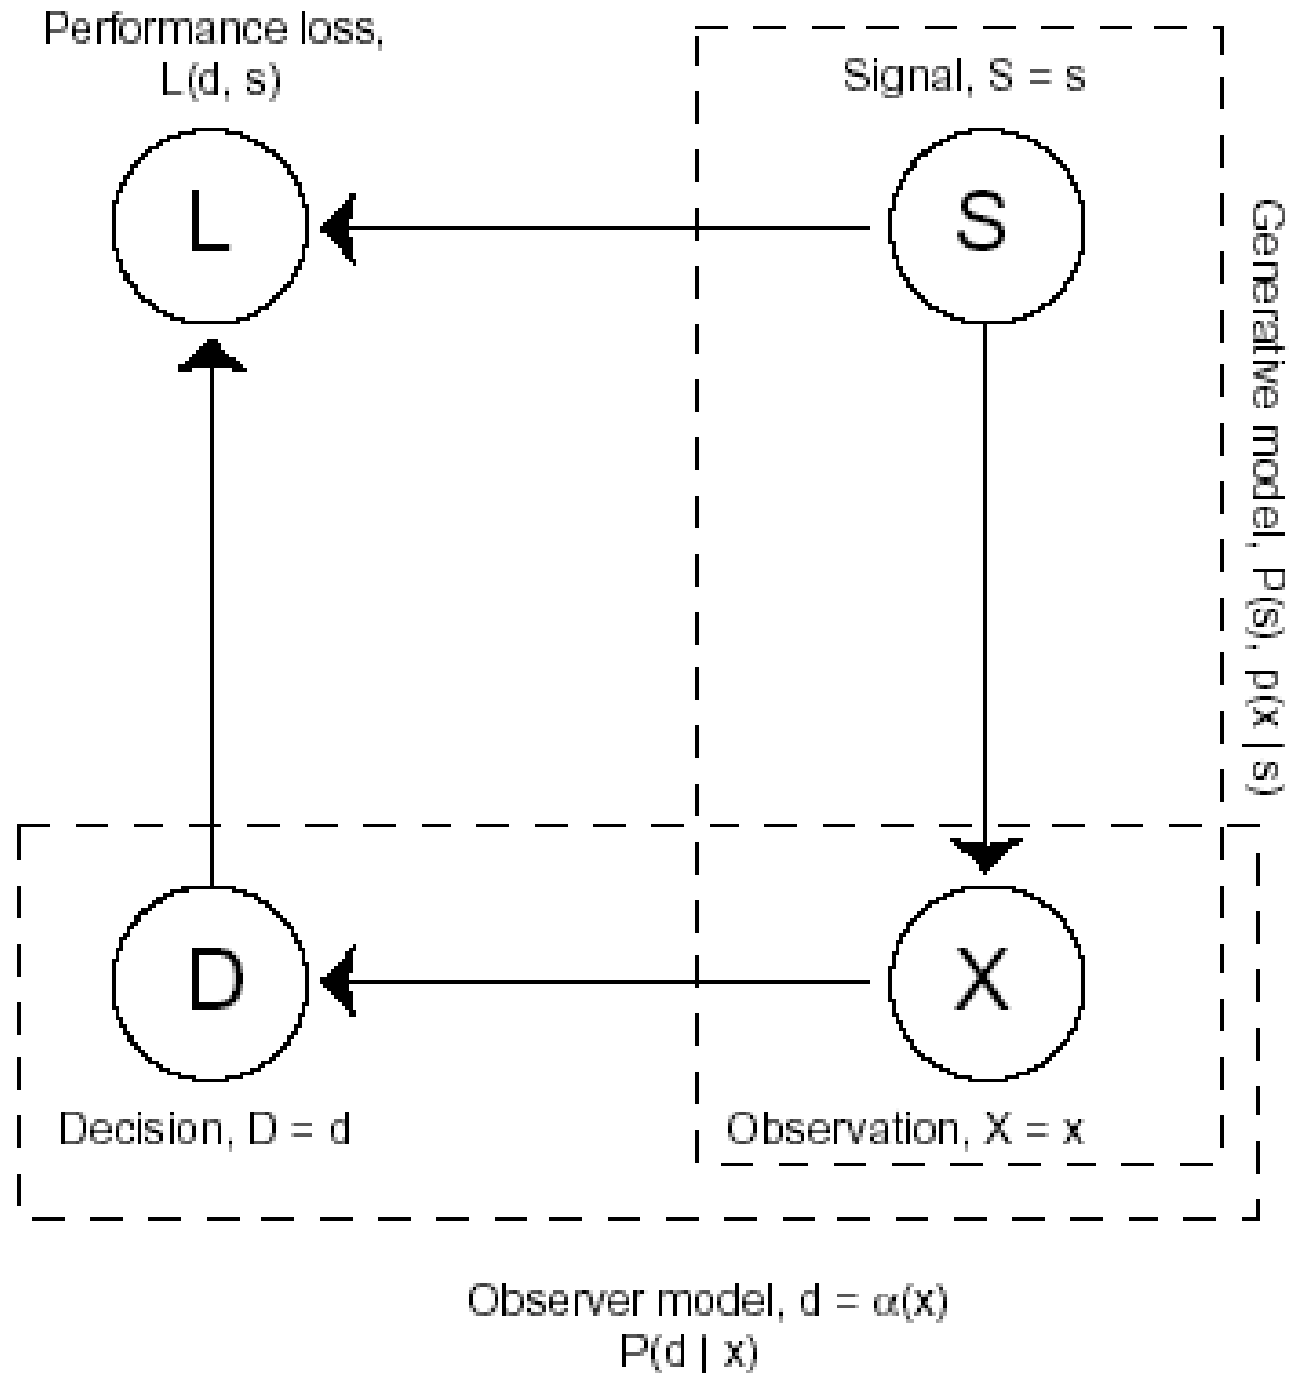 Performance loss,
L(d, s)
Signal, S = s
L
S
Generative model, P(s), p(x | s)
D
X
Decision, D = d
Observation, X = x
Observer model, d = α(x)
P(d | x)